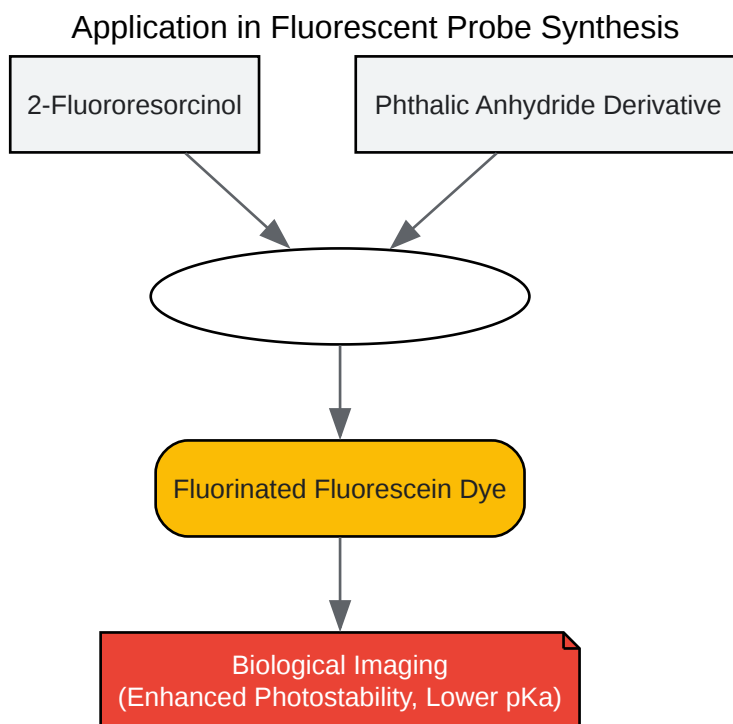 Application in Fluorescent Probe Synthesis
2-Fluororesorcinol
Phthalic Anhydride Derivative
Fluorinated Fluorescein Dye
Biological Imaging
(Enhanced Photostability, Lower pKa)